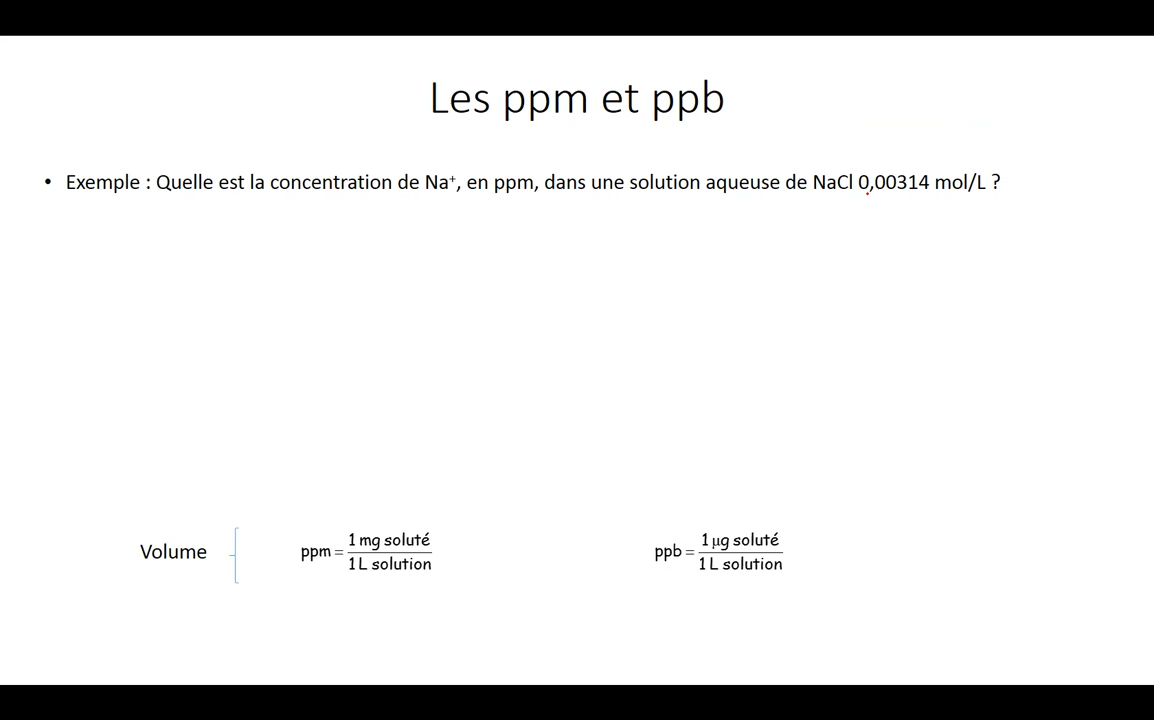 Les ppm et ppb
• Exemple : Quelle est la concentration de Na⁺, en ppm, dans une solution aqueuse de NaCl 0,00314 mol/L ?
Volume
ppm = 1 mg soluté / 1 L solution
ppb = 1 μg soluté / 1 L solution